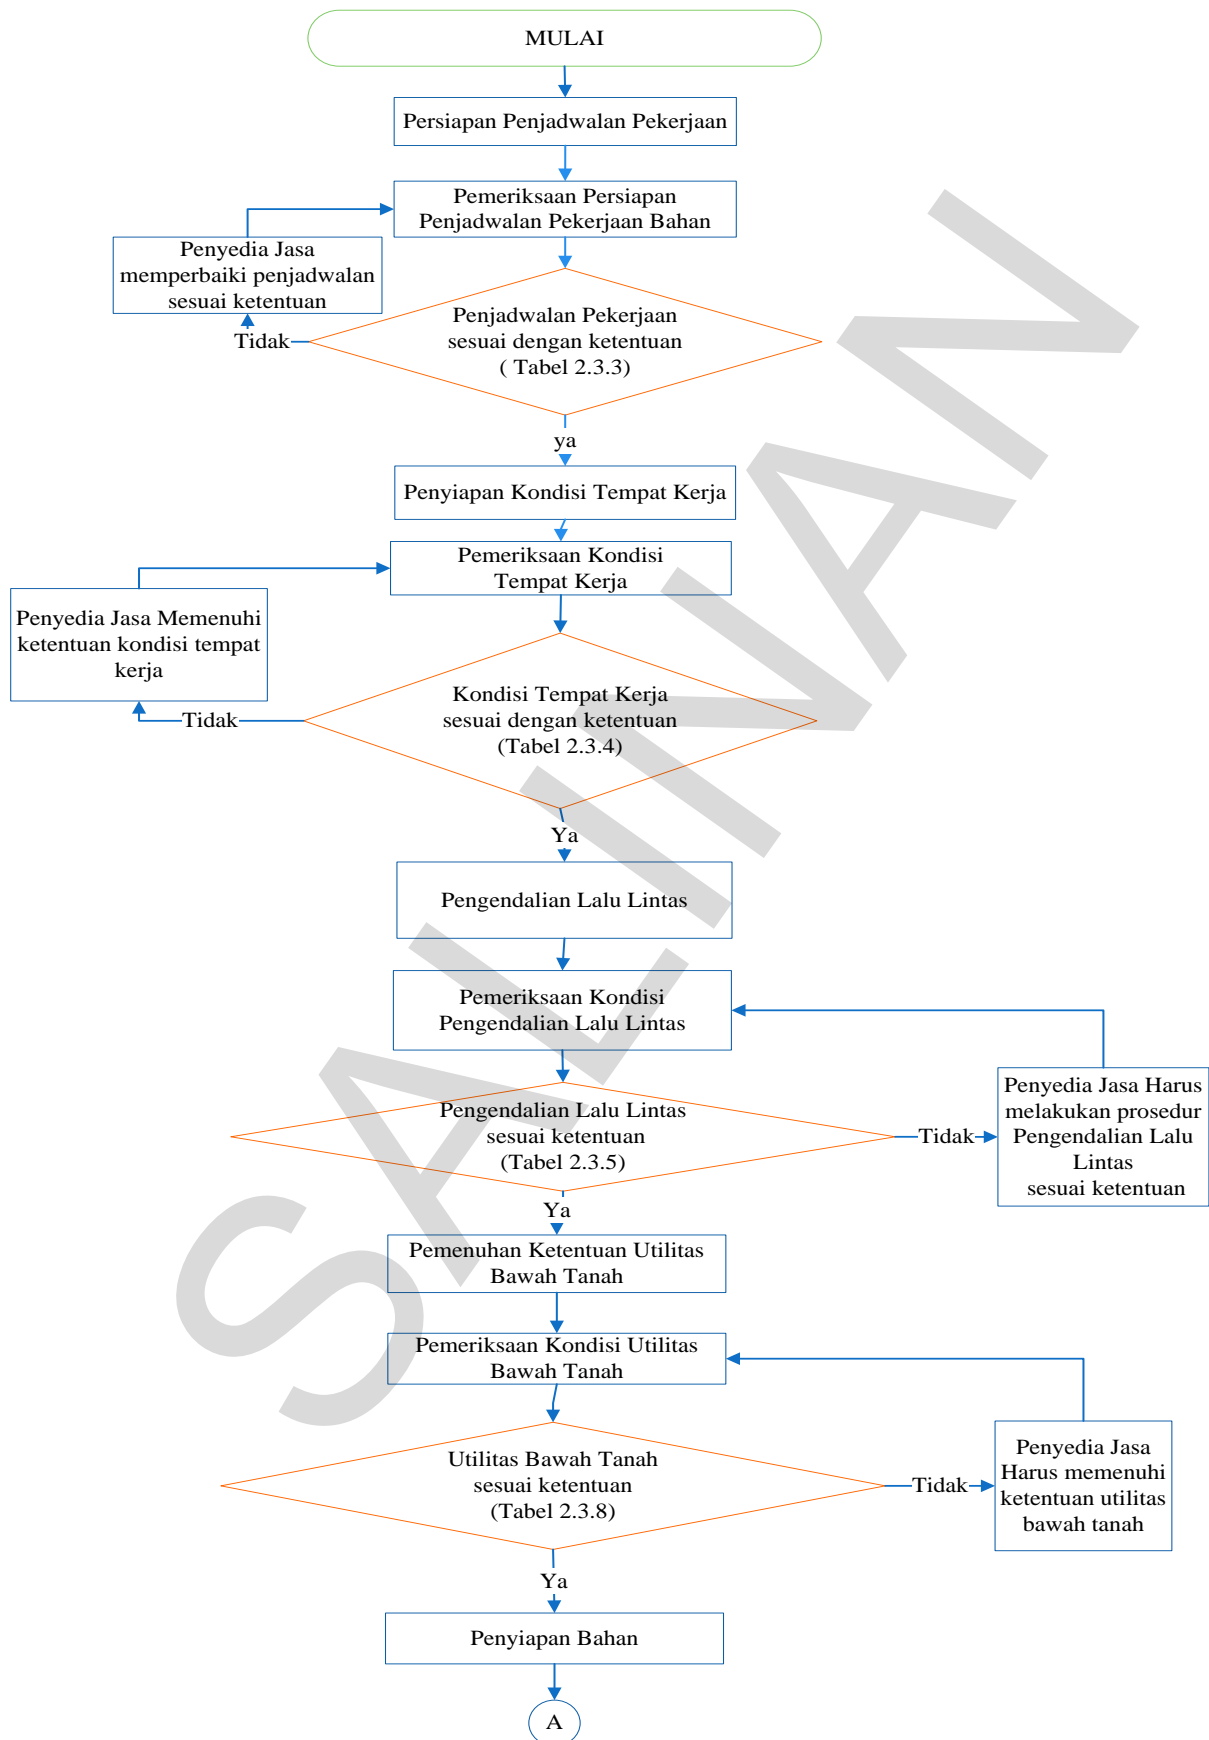 MULAI
Persiapan Penjadwalan Pekerjaan
Pemeriksaan Persiapan
Penjadwalan Pekerjaan Bahan
Penyedia Jasa
memperbaiki penjadwalan
sesuai ketentuan
Penjadwalan Pekerjaan
sesuai dengan ketentuan
( Tabel 2.3.3)
Tidak
ya
Penyiapan Kondisi Tempat Kerja
Pemeriksaan Kondisi
Tempat Kerja
Penyedia Jasa Memenuhi
ketentuan kondisi tempat
kerja
Kondisi Tempat Kerja
sesuai dengan ketentuan
(Tabel 2.3.4)
Tidak
Ya
Pengendalian Lalu Lintas
Pemeriksaan Kondisi
Pengendalian Lalu Lintas
Pengendalian Lalu Lintas
sesuai ketentuan
(Tabel 2.3.5)
Tidak
Penyedia Jasa Harus
melakukan prosedur
Pengendalian Lalu
Lintas
sesuai ketentuan
Ya
Pemenuhan Ketentuan Utilitas
Bawah Tanah
Pemeriksaan Kondisi Utilitas
Bawah Tanah
Utilitas Bawah Tanah
sesuai ketentuan
(Tabel 2.3.8)
Tidak
Penyedia Jasa
Harus memenuhi
ketentuan utilitas
bawah tanah
Ya
Penyiapan Bahan
A
SALINAN